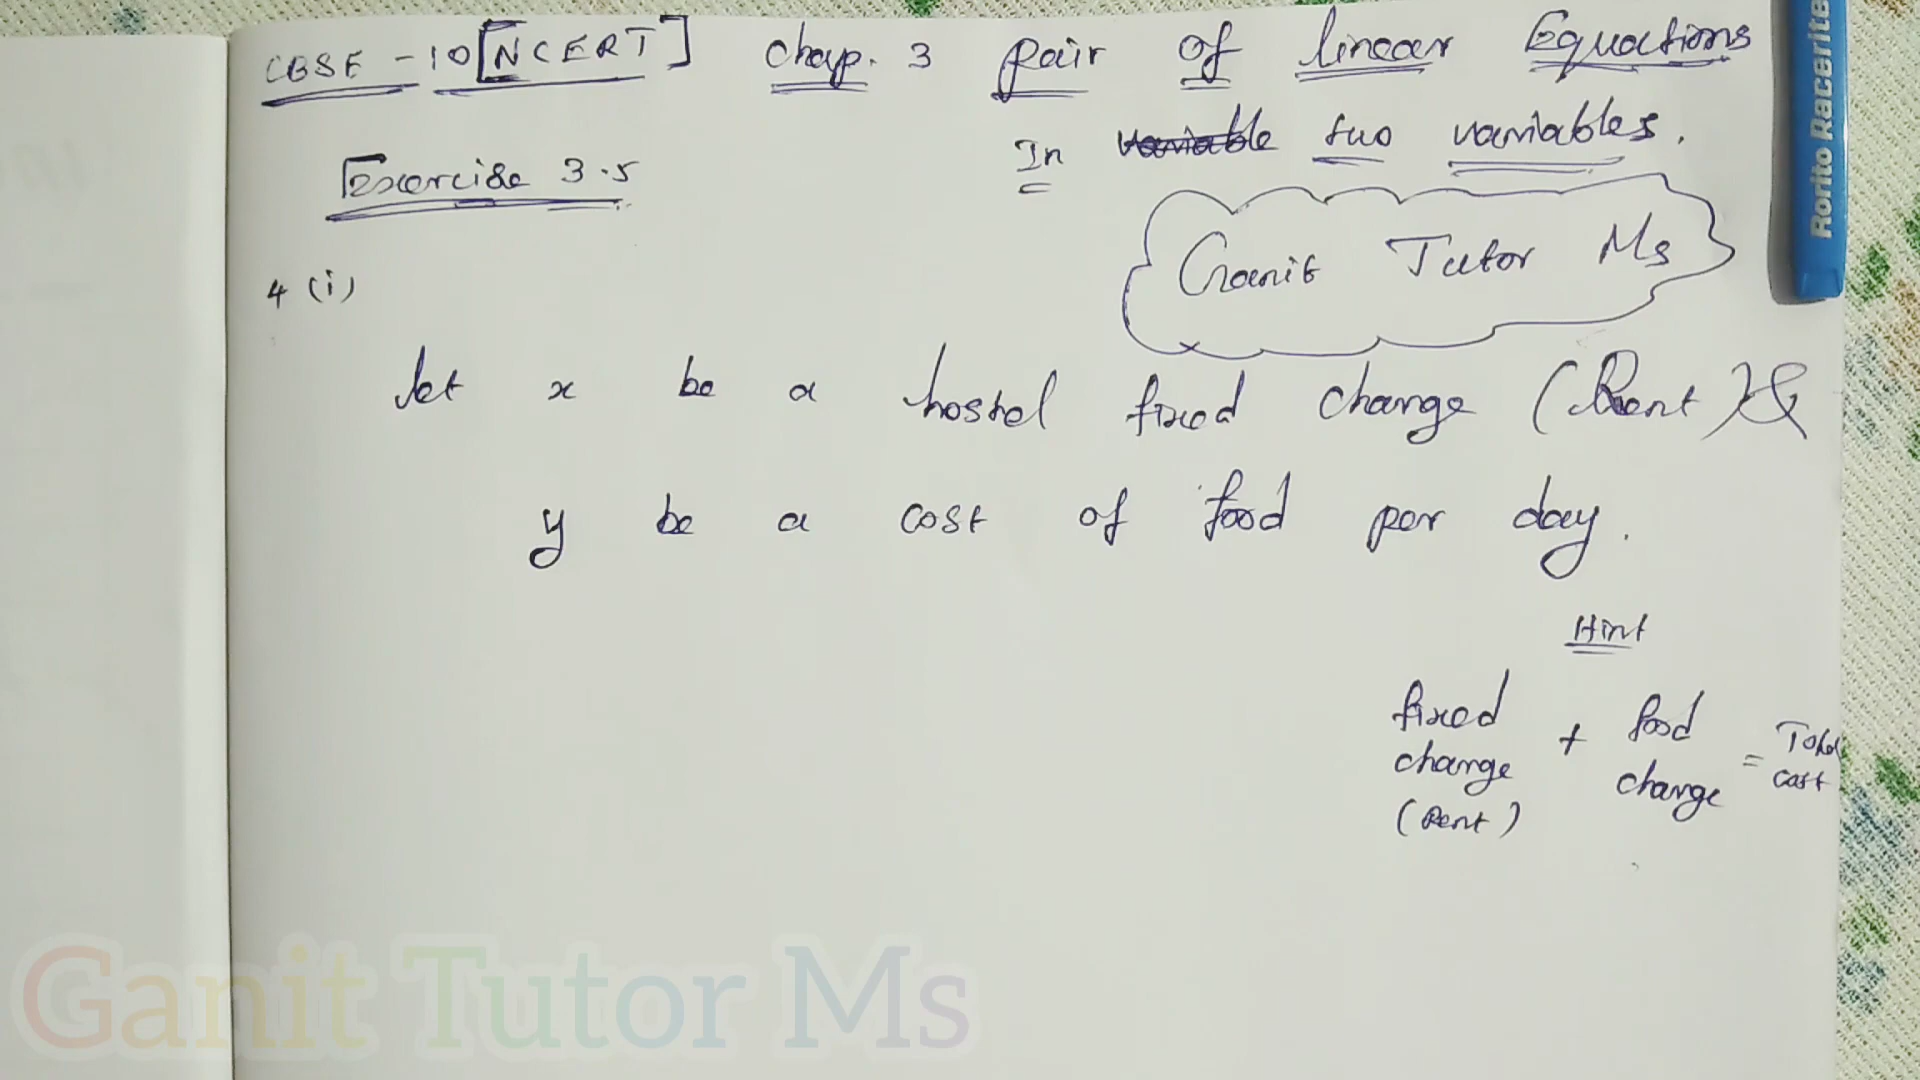 CBSE - 10 [NCERT] Chap. 3 pair of linear Equations
In variable two variables.
Exercise 3.5
Ganit Tutor Ms
4 (i)
let x be a hostel fixed charge (Rent) &
y be a cost of food per day.
Hint
fixed charge (Rent) + food charge = Total cost
Ganit Tutor Ms
Rorito Racerite